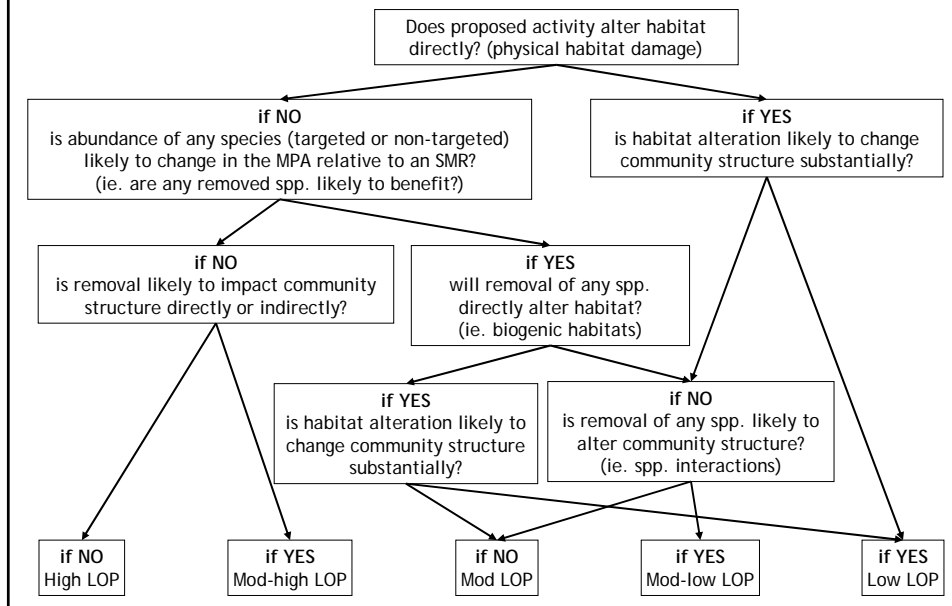 Does proposed activity alter habitat
directly? (physical habitat damage)
if NO
is abundance of any species (targeted or non-targeted)
likely to change in the MPA relative to an SMR?
(ie. are any removed spp. likely to benefit?)
if YES
is habitat alteration likely to change
community structure substantially?
if NO
is removal likely to impact community
structure directly or indirectly?
if YES
will removal of any spp.
directly alter habitat?
(ie. biogenic habitats)
if YES
is habitat alteration likely to
change community structure
substantially?
if NO
is removal of any spp. likely to
alter community structure?
(ie. spp. interactions)
if NO
High LOP
if YES
Mod-high LOP
if NO
Mod LOP
if YES
Mod-low LOP
if YES
Low LOP